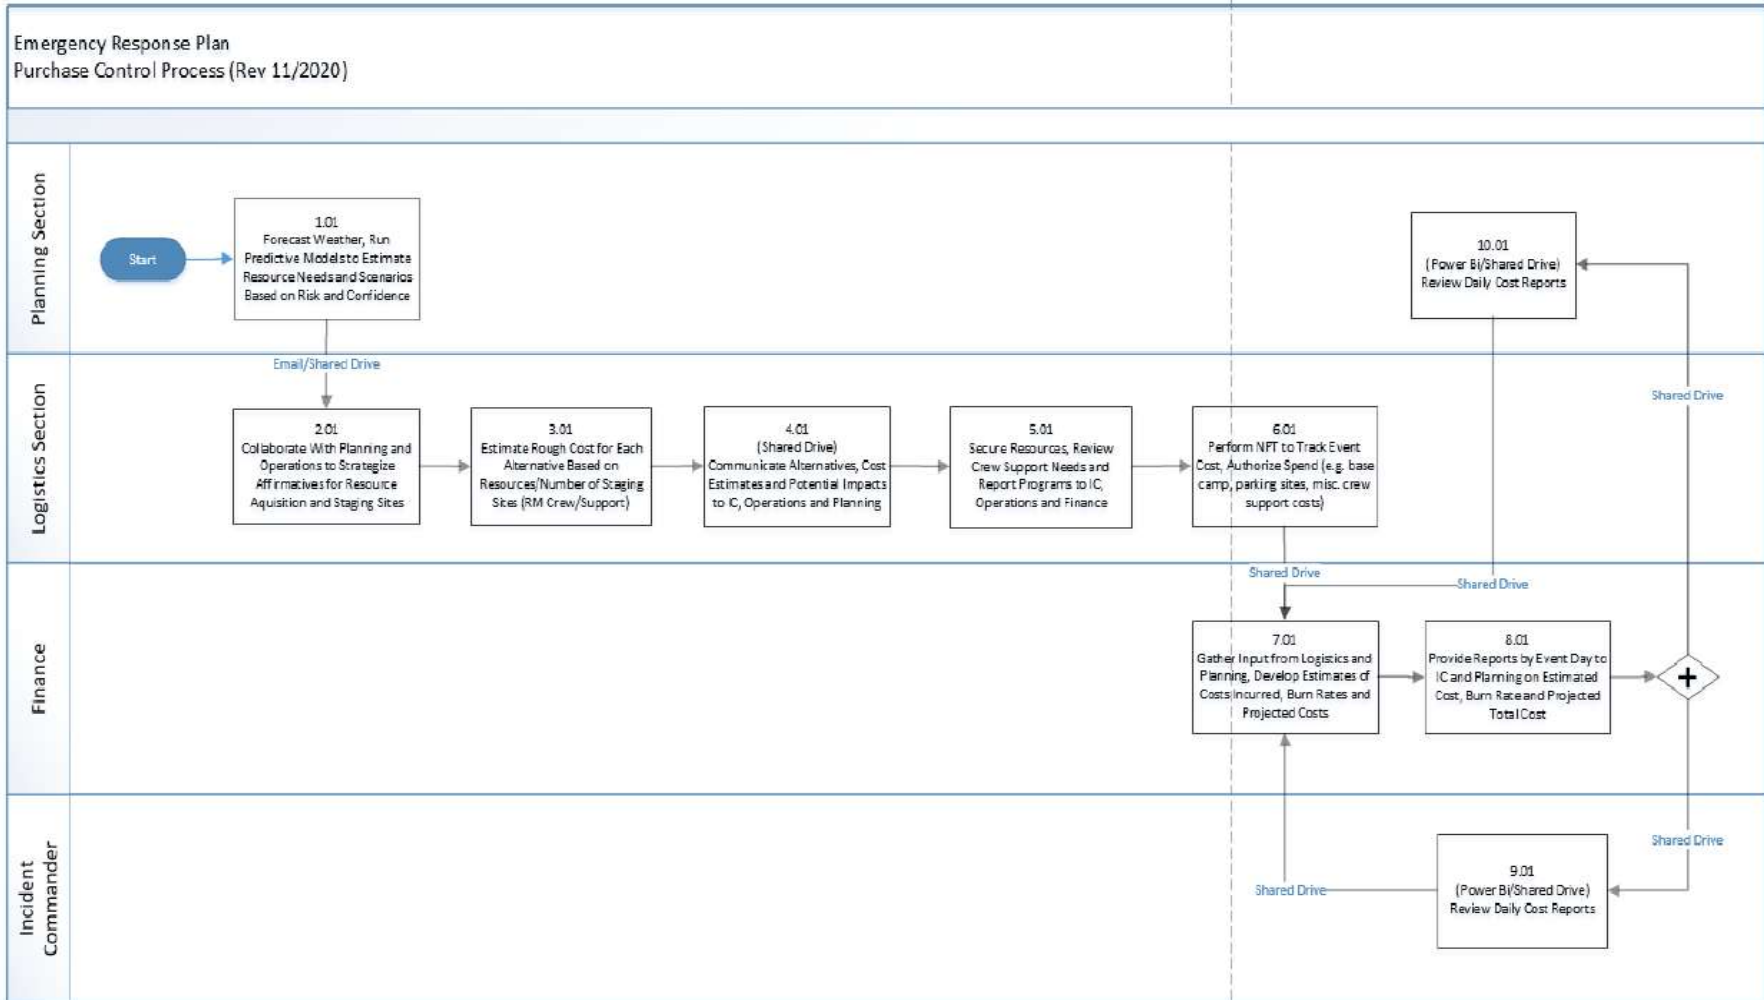 Emergency Response Plan
Purchase Control Process (Rev 11/2020)
Planning Section
Start
1.01
Forecast Weather, Run
Predictive Models to Estimate
Resource Needs and Scenarios
Based on Risk and Confidence
10.01
(Power Bi/Shared Drive)
Review Daily Cost Reports
Email/Shared Drive
Shared Drive
Logistics Section
2.01
Collaborate With Planning and
Operations to Strategize
Affirmatives for Resource
Aquisition and Staging Sites
3.01
Estimate Rough Cost for Each
Alternative Based on
Resources/Number of Staging
Sites (RM Crew/Support)
4.01
(Shared Drive)
Communicate Alternatives, Cost
Estimates and Potential Impacts
to IC, Operations and Planning
5.01
Secure Resources, Review
Crew Support Needs and
Report Programs to IC,
Operations and Finance
6.01
Perform NPT to Track Event
Cost, Authorize Spend (e.g. base
camp, parking sites, misc. crew
support costs)
Shared Drive
Shared Drive
Finance
7.01
Gather Input from Logistics and
Planning, Develop Estimates of
Costs Incurred, Burn Rates and
Projected Costs
8.01
Provide Reports by Event Day to
IC and Planning on Estimated
Cost, Burn Rate and Projected
Total Cost
Incident
Commander
Shared Drive
Shared Drive
9.01
(Power Bi/Shared Drive)
Review Daily Cost Reports